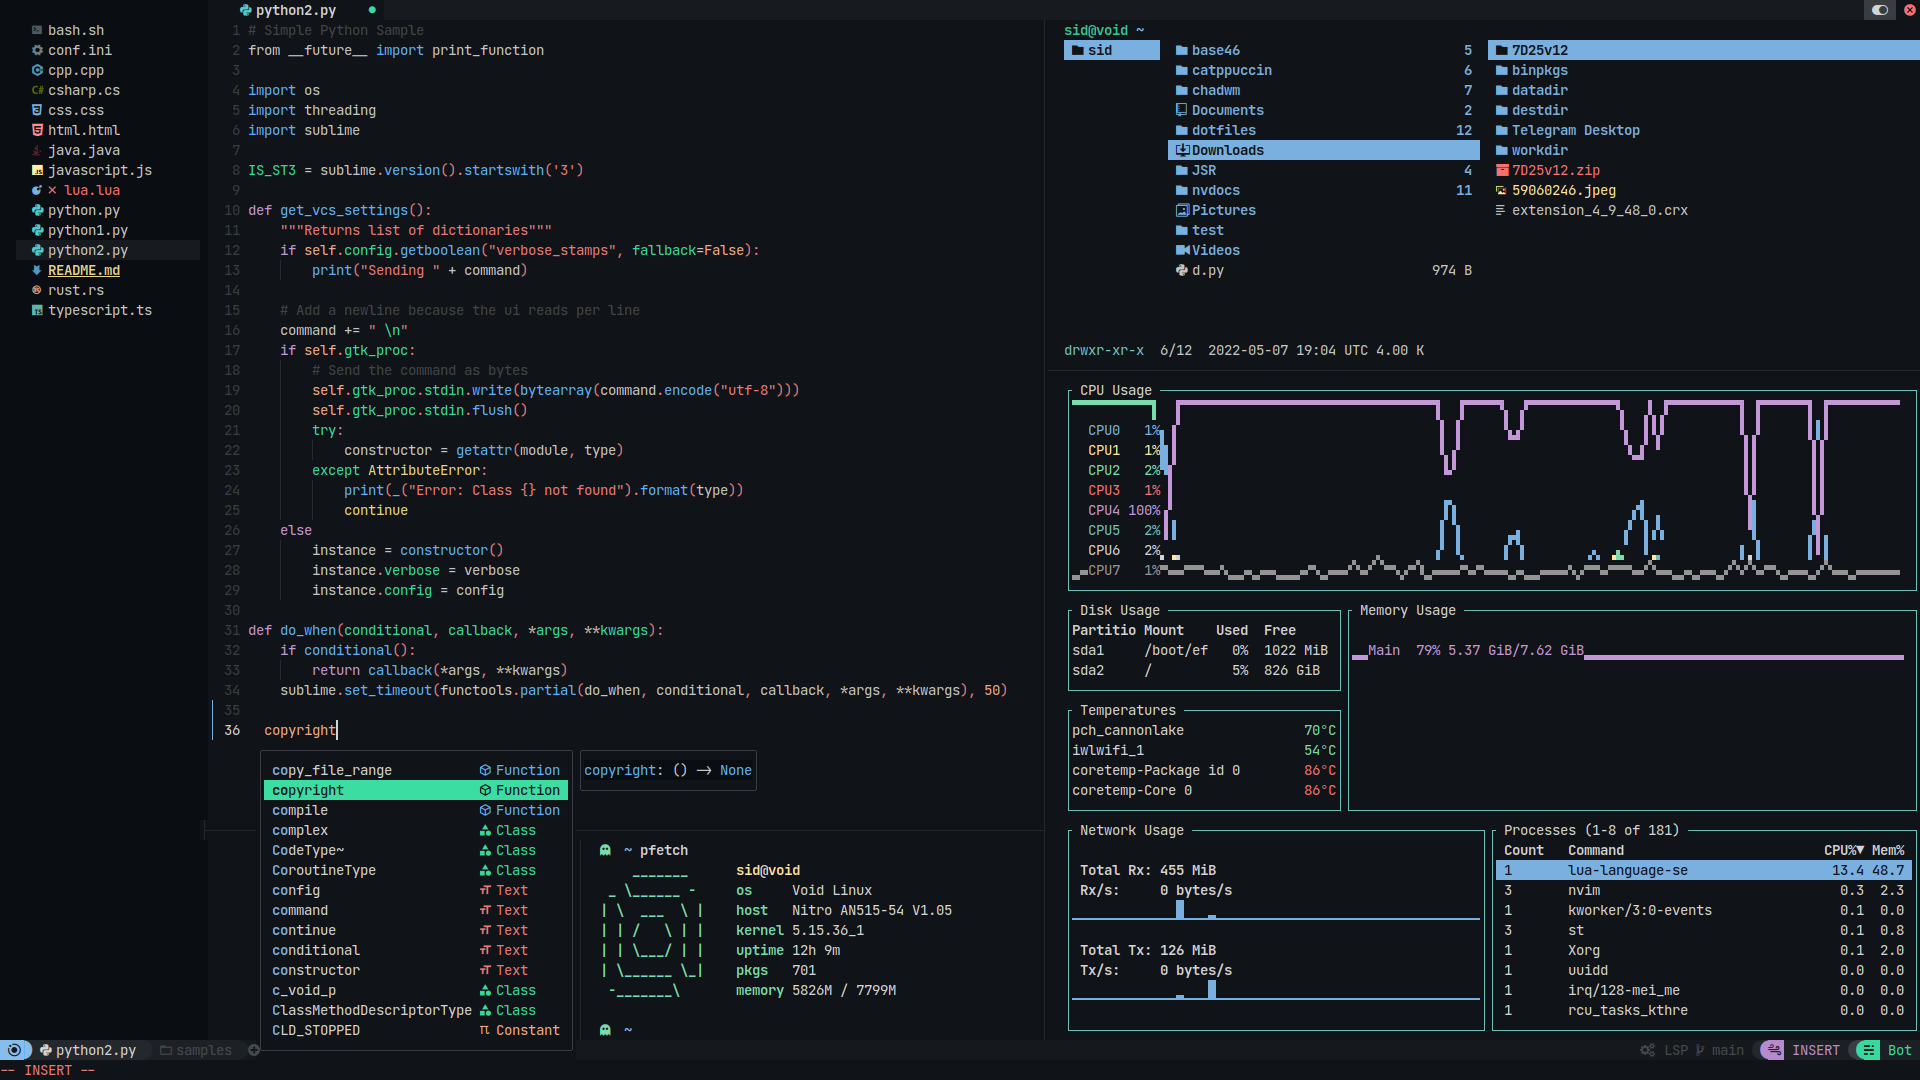 python2.py
bash.sh
conf.ini
cpp.cpp
csharp.cs
css.css
html.html
java.java
javascript.js
lua.lua
python.py
python1.py
python2.py
README.md
rust.rs
typescript.ts
1 # Simple Python Sample
2 from __future__ import print_function
3
4 import os
5 import threading
6 import sublime
7
8 IS_ST3 = sublime.version().startswith('3')
9
10 def get_vcs_settings():
11     """Returns list of dictionaries"""
12     if self.config.getboolean("verbose_stamps", fallback=False):
13         print("Sending " + command)
14
15     # Add a newline because the ui reads per line
16     command += " \n"
17     if self.gtk_proc:
18         # Send the command as bytes
19         self.gtk_proc.stdin.write(bytearray(command.encode("utf-8")))
20         self.gtk_proc.stdin.flush()
21         try:
22             constructor = getattr(module, type)
23         except AttributeError:
24             print(_("Error: Class {} not found").format(type))
25             continue
26     else
27         instance = constructor()
28         instance.verbose = verbose
29         instance.config = config
30
31 def do_when(conditional, callback, *args, **kwargs):
32     if conditional():
33         return callback(*args, **kwargs)
34     sublime.set_timeout(functools.partial(do_when, conditional, callback, *args, **kwargs), 50)
35
36   copyright
copy_file_range Function
copyright Function
compile Function
complex Class
CodeType~ Class
CoroutineType Class
config Text
command Text
continue Text
conditional Text
constructor Text
c_void_p Class
ClassMethodDescriptorType Class
CLD_STOPPED Constant
copyright: () -> None
~ pfetch
sid@void
os Void Linux
host Nitro AN515-54 V1.05
kernel 5.15.36_1
uptime 12h 9m
pkgs 701
memory 5826M / 7799M
~
sid@void ~
sid
base46 5
catppuccin 6
chadwm 7
Documents 2
dotfiles 12
Downloads
JSR 4
nvdocs 11
Pictures
test
Videos
d.py 974 B
7D25v12
binpkgs
datadir
destdir
Telegram Desktop
workdir
7D25v12.zip
59060246.jpeg
extension_4_9_48_0.crx
drwxr-xr-x 6/12 2022-05-07 19:04 UTC 4.00 K
CPU Usage
CPU0 1%
CPU1 1%
CPU2 2%
CPU3 1%
CPU4 100%
CPU5 2%
CPU6 2%
CPU7 1%
Disk Usage
Partitio Mount Used Free
sda1 /boot/ef 0% 1022 MiB
sda2 / 5% 826 GiB
Memory Usage
Main 79% 5.37 GiB/7.62 GiB
Temperatures
pch_cannonlake 70°C
iwlwifi_1 54°C
coretemp-Package id 0 86°C
coretemp-Core 0 86°C
Network Usage
Total Rx: 455 MiB
Rx/s: 0 bytes/s
Total Tx: 126 MiB
Tx/s: 0 bytes/s
Processes (1-8 of 181)
Count Command CPU%▼ Mem%
1 lua-language-se 13.4 48.7
3 nvim 0.3 2.3
1 kworker/3:0-events 0.1 0.0
3 st 0.1 0.8
1 Xorg 0.1 2.0
1 uuidd 0.0 0.0
1 irq/128-mei_me 0.0 0.0
1 rcu_tasks_kthre 0.0 0.0
python2.py samples LSP main INSERT Bot
-- INSERT --